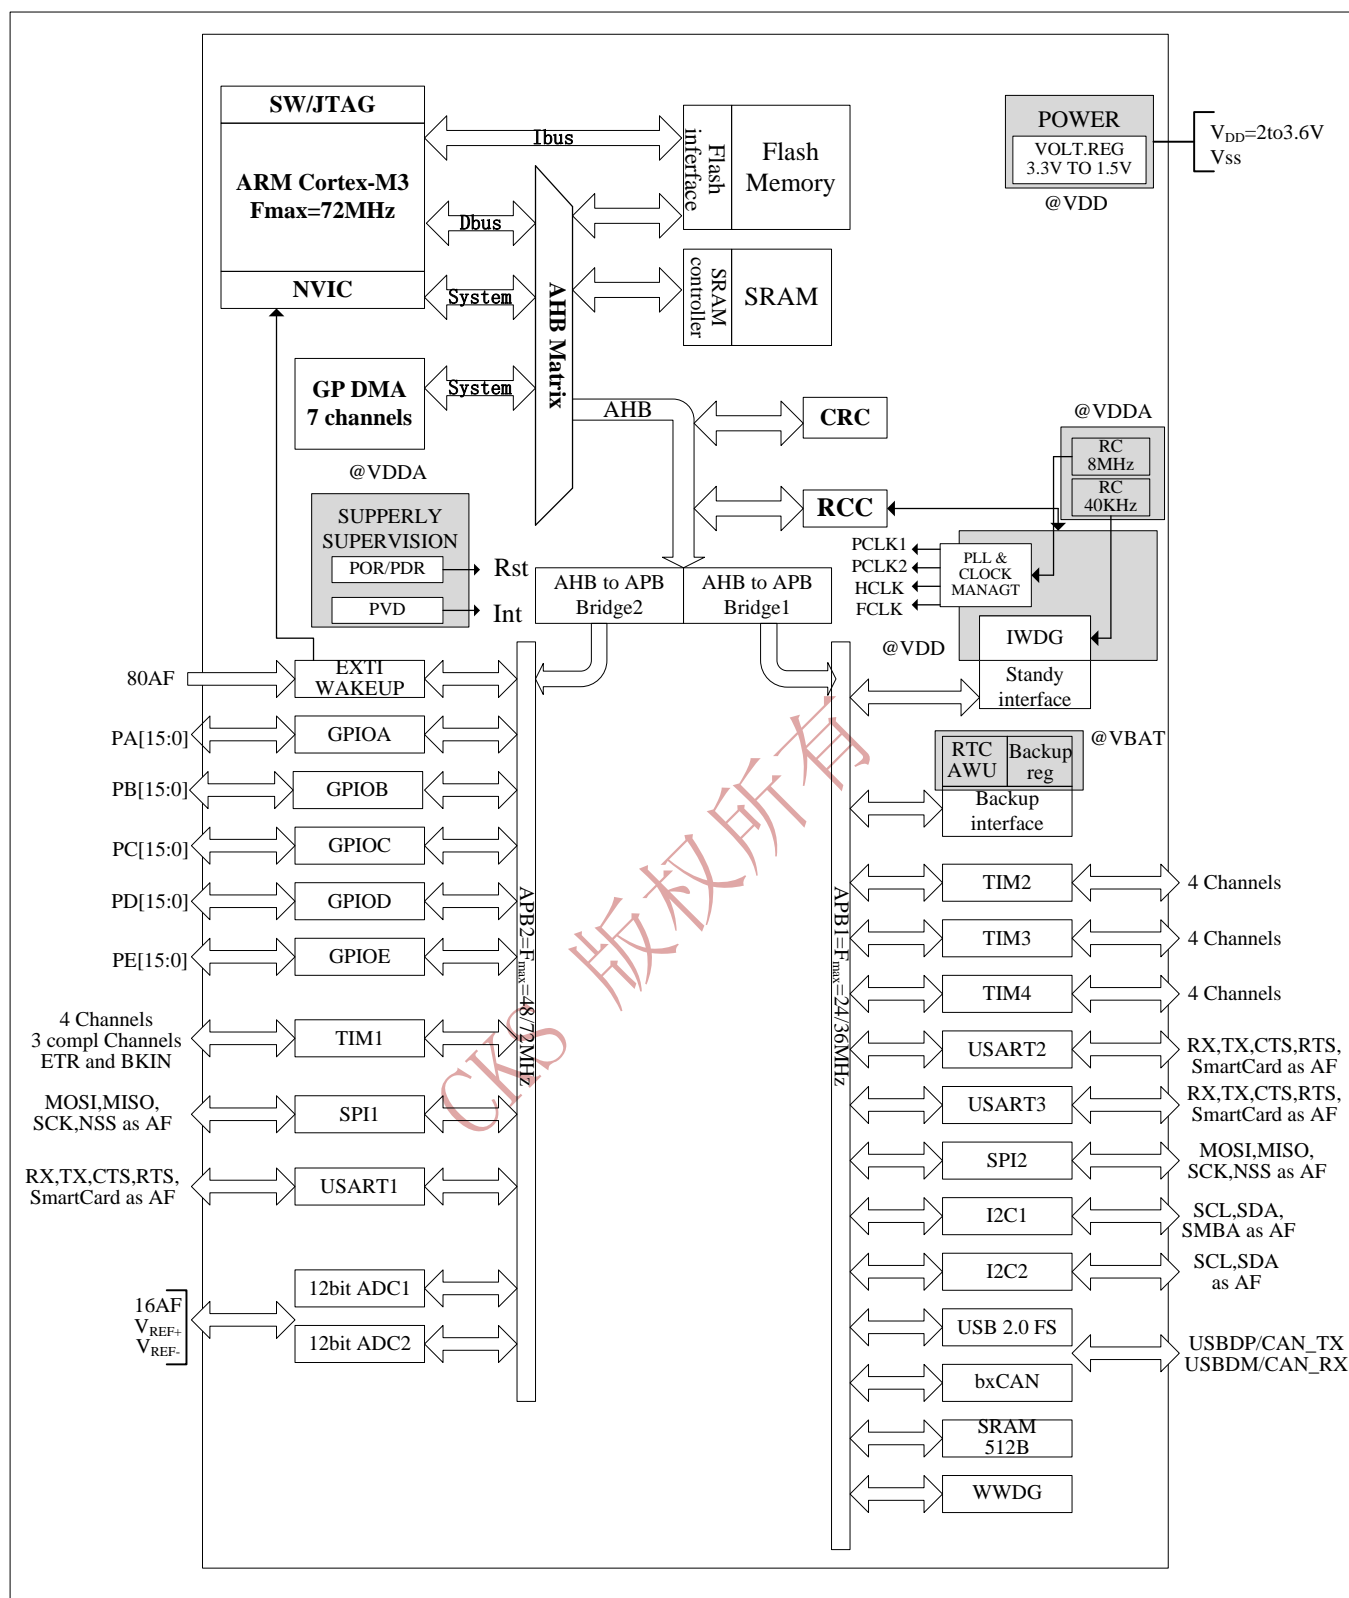 SW/JTAG
ARM Cortex-M3
Fmax=72MHz
NVIC
Ibus
Dbus
System
System
Flash
inferface
Flash
Memory
SRAM
controller
SRAM
POWER
VOLT.REG
3.3V TO 1.5V
@VDD
VDD=2to3.6V
Vss
GP DMA
7 channels
AHB Matrix
AHB
CRC
RCC
@VDDA
RC
8MHz
RC
40KHz
@VDDA
SUPPERLY
SUPERVISION
POR/PDR
PVD
Rst
Int
AHB to APB
Bridge2
AHB to APB
Bridge1
PCLK1
PCLK2
HCLK
FCLK
PLL &
CLOCK
MANAGT
IWDG
@VDD
Standy
interface
@VBAT
RTC
AWU
Backup
reg
Backup
interface
80AF
EXTI
WAKEUP
PA[15:0]
GPIOA
PB[15:0]
GPIOB
PC[15:0]
GPIOC
PD[15:0]
GPIOD
PE[15:0]
GPIOE
4 Channels
3 compl Channels
ETR and BKIN
TIM1
MOSI,MISO,
SCK,NSS as AF
SPI1
RX,TX,CTS,RTS,
SmartCard as AF
USART1
16AF
VREF+
VREF-
12bit ADC1
12bit ADC2
APB2=Fmax=48/72MHz
APB1=Fmax=24/36MHz
TIM2
4 Channels
TIM3
4 Channels
TIM4
4 Channels
USART2
RX,TX,CTS,RTS,
SmartCard as AF
USART3
RX,TX,CTS,RTS,
SmartCard as AF
SPI2
MOSI,MISO,
SCK,NSS as AF
I2C1
SCL,SDA,
SMBA as AF
I2C2
SCL,SDA
as AF
USB 2.0 FS
USBDP/CAN_TX
USBDM/CAN_RX
bxCAN
SRAM
512B
WWDG
CKS 版权所有